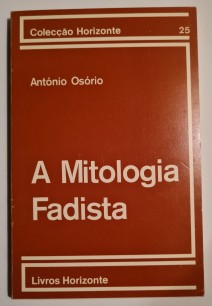 Colecção Horizonte 25
António Osório
A Mitologia
Fadista
Livros Horizonte